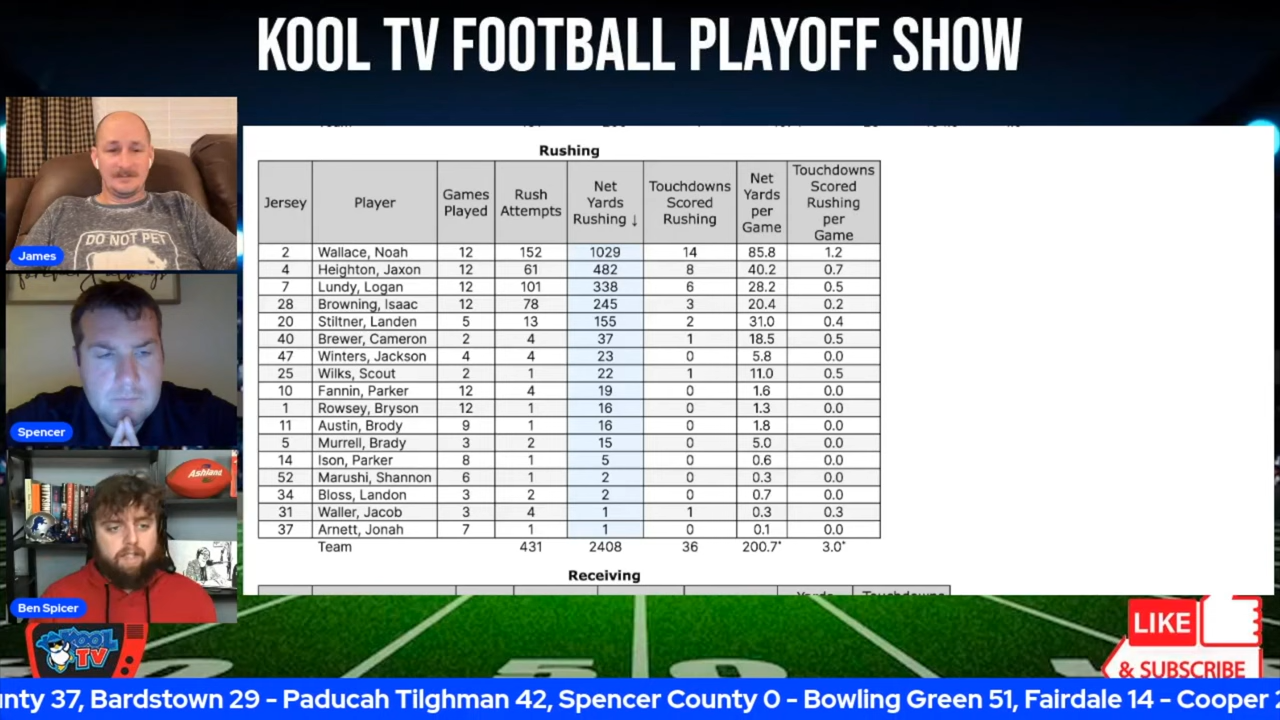 KOOL TV FOOTBALL PLAYOFF SHOW
Rushing
Jersey Player Games Played Rush Attempts Net Yards Rushing ↓ Touchdowns Scored Rushing Net Yards per Game Touchdowns Scored Rushing per Game
2 Wallace, Noah 12 152 1029 14 85.8 1.2
4 Heighton, Jaxon 12 61 482 8 40.2 0.7
7 Lundy, Logan 12 101 338 6 28.2 0.5
28 Browning, Isaac 12 78 245 3 20.4 0.2
20 Stiltner, Landen 5 13 155 2 31.0 0.4
40 Brewer, Cameron 2 4 37 1 18.5 0.5
47 Winters, Jackson 4 4 23 0 5.8 0.0
25 Wilks, Scout 2 1 22 1 11.0 0.5
10 Fannin, Parker 12 4 19 0 1.6 0.0
1 Rowsey, Bryson 12 1 16 0 1.3 0.0
11 Austin, Brody 9 1 16 0 1.8 0.0
5 Murrell, Brady 3 2 15 0 5.0 0.0
14 Ison, Parker 8 1 5 0 0.6 0.0
52 Marushi, Shannon 6 1 2 0 0.3 0.0
34 Bloss, Landon 3 2 2 0 0.7 0.0
31 Waller, Jacob 3 4 1 1 0.3 0.3
37 Arnett, Jonah 7 1 1 0 0.1 0.0
Team 431 2408 36 200.7* 3.0*
Receiving
DO NOT PET
James
forever
Spencer
Ashland
Ben Spicer
KOOL
TV
5 0
LIKE
& SUBSCRIBE
unty 37, Bardstown 29 - Paducah Tilghman 42, Spencer County 0 - Bowling Green 51, Fairdale 14 - Cooper